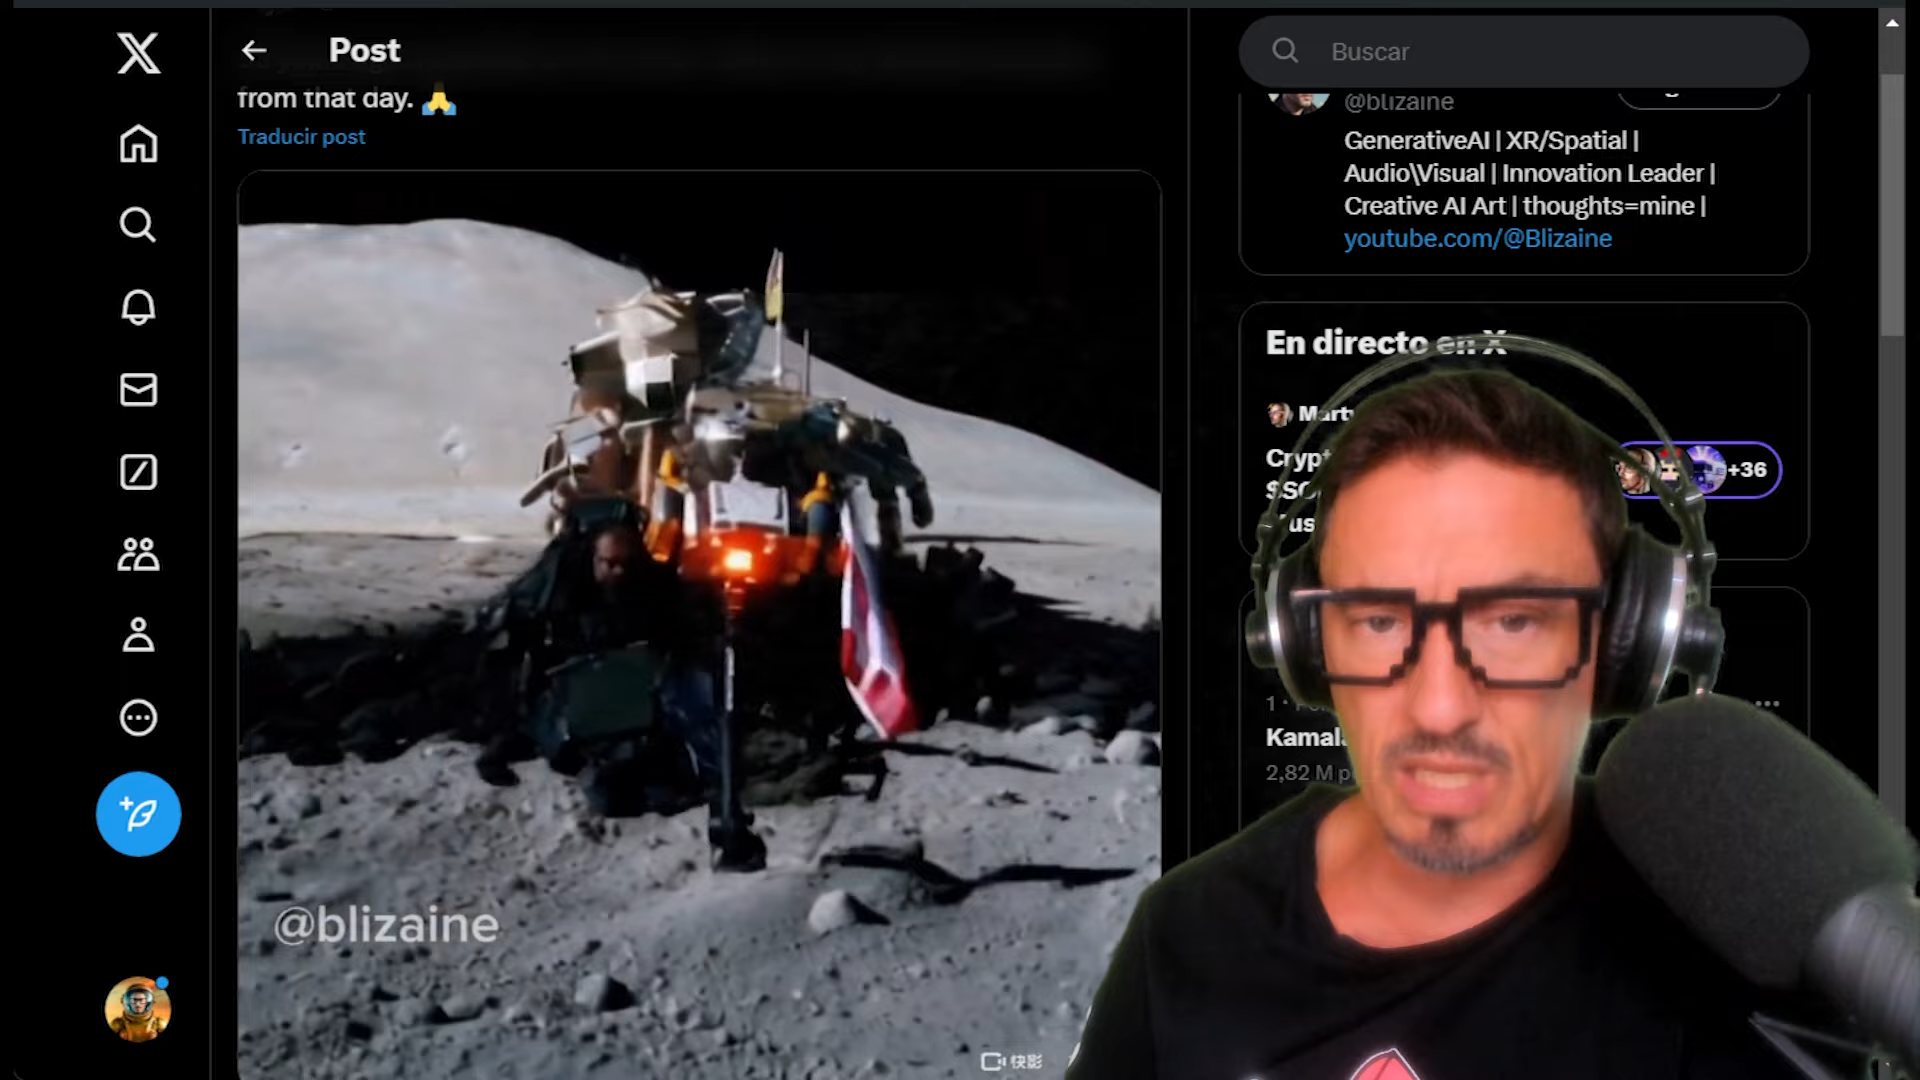 Post
from that day. 🙏
Traducir post
@blizaine
快影
Buscar
@blizaine
GenerativeAI | XR/Spatial |
Audio\Visual | Innovation Leader |
Creative AI Art | thoughts=mine |
youtube.com/@Blizaine
En directo en X
+36
2,82 M